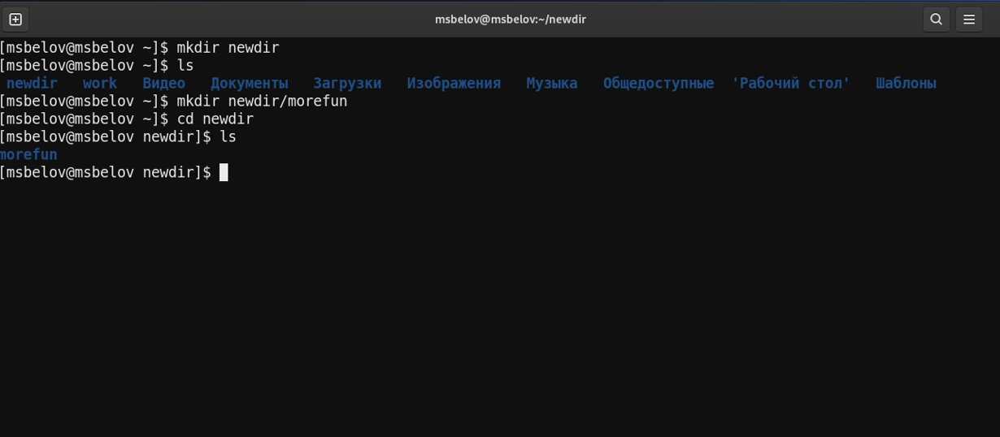 msbelov@msbelov:~/newdir
[msbelov@msbelov ~]$ mkdir newdir
[msbelov@msbelov ~]$ ls
newdir work Видео Документы Загрузки Изображения Музыка Общедоступные 'Рабочий стол' Шаблоны
[msbelov@msbelov ~]$ mkdir newdir/morefun
[msbelov@msbelov ~]$ cd newdir
[msbelov@msbelov newdir]$ ls
morefun
[msbelov@msbelov newdir]$